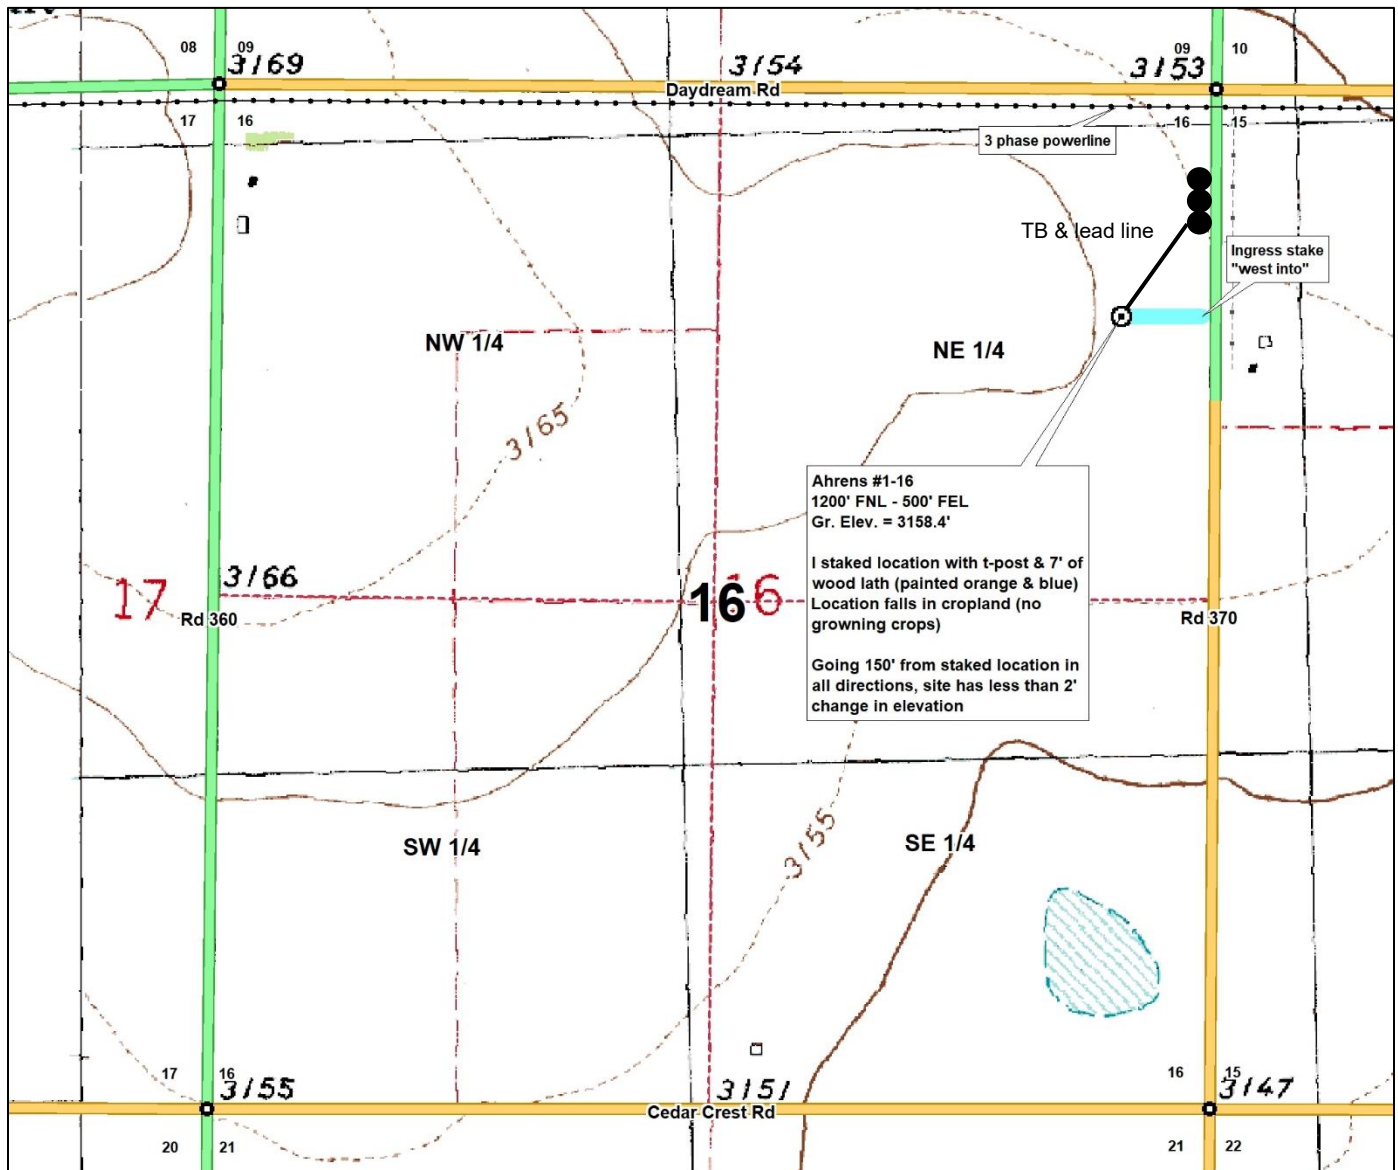 08 09
3169
3154
09 10
3153
Daydream Rd
17 16
16 15
3 phase powerline
TB & lead line
Ingress stake
"west into"
NW 1/4
NE 1/4
3165
Ahrens #1-16
1200' FNL - 500' FEL
Gr. Elev. = 3158.4'
I staked location with t-post & 7' of
wood lath (painted orange & blue)
Location falls in cropland (no
growning crops)
Going 150' from staked location in
all directions, site has less than 2'
change in elevation
17
3166
16
16
Rd 360
Rd 370
3155
SW 1/4
SE 1/4
17 16
3155
3151
16 15
3147
Cedar Crest Rd
20 21
21 22